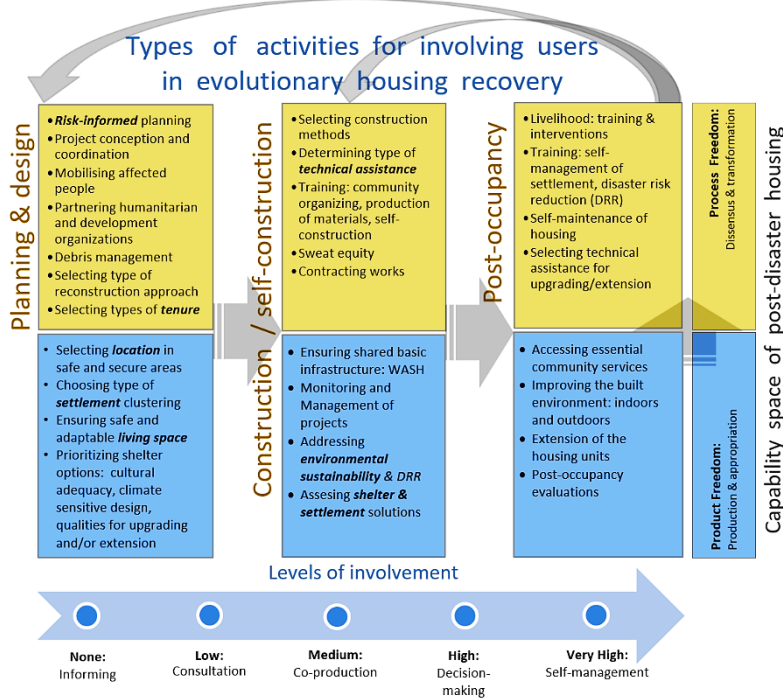 Types of activities for involving users
in evolutionary housing recovery
Planning & design
•Risk-informed planning
•Project conception and
coordination
•Mobilising affected
people
•Partnering humanitarian
and development
organizations
•Debris management
•Selecting type of
reconstruction approach
•Selecting types of tenure
• Selecting location in
safe and secure areas
• Choosing type of
settlement clustering
• Ensuring safe and
adaptable living space
• Prioritizing shelter
options: cultural
adequacy, climate
sensitive design,
qualities for upgrading
and/or extension
Construction / self-construction
•Selecting construction
methods
•Determining type of
technical assistance
•Training: community
organizing, production
of materials, self-
construction
•Sweat equity
•Contracting works
• Ensuring shared basic
infrastructure: WASH
• Monitoring and
Management of
projects
• Addressing
environmental
sustainability & DRR
• Assesing shelter &
settlement solutions
Post-occupancy
•Livelihood: training &
interventions
•Training: self-
management of
settlement, disaster risk
reduction (DRR)
•Self-maintenance of
housing
•Selecting technical
assistance for
upgrading/extension
• Accessing essential
community services
• Improving the built
environment: indoors
and outdoors
• Extension of the
housing units
• Post-occupancy
evaluations
Process Freedom:
Dissensus & transformation
Product Freedom:
Production & appropriation
Capability space of post-disaster housing
Levels of involvement
None:
Informing
Low:
Consultation
Medium:
Co-production
High:
Decision-
making
Very High:
Self-management